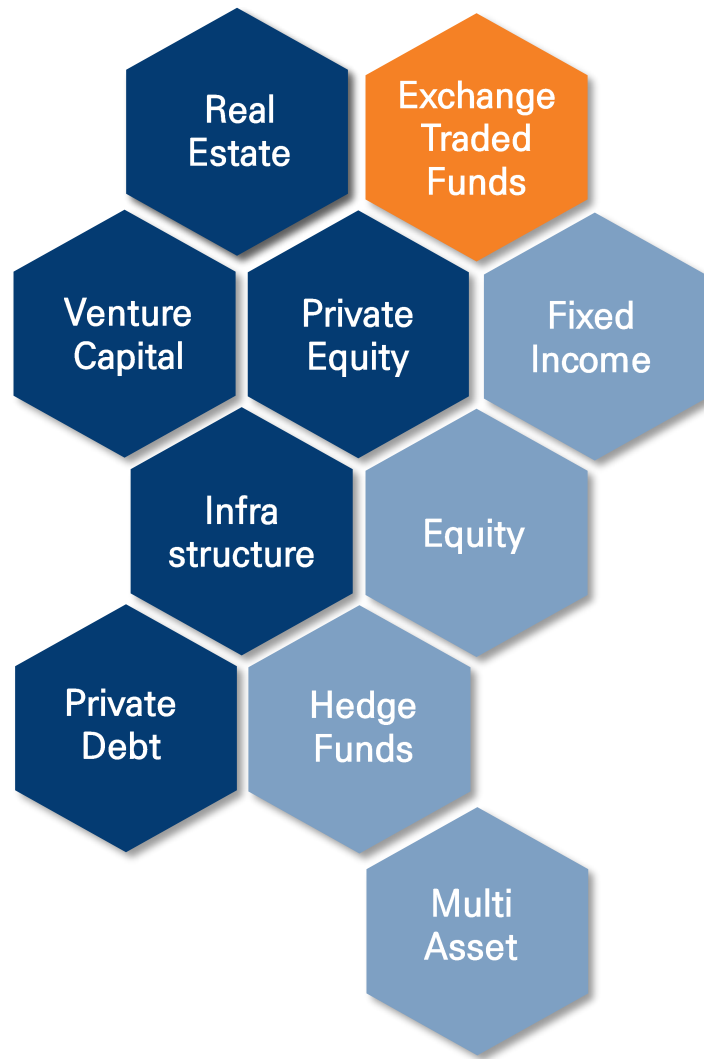 Real
Estate
Exchange
Traded
Funds
Venture
Capital
Private
Equity
Fixed
Income
Infra
structure
Equity
Private
Debt
Hedge
Funds
Multi
Asset